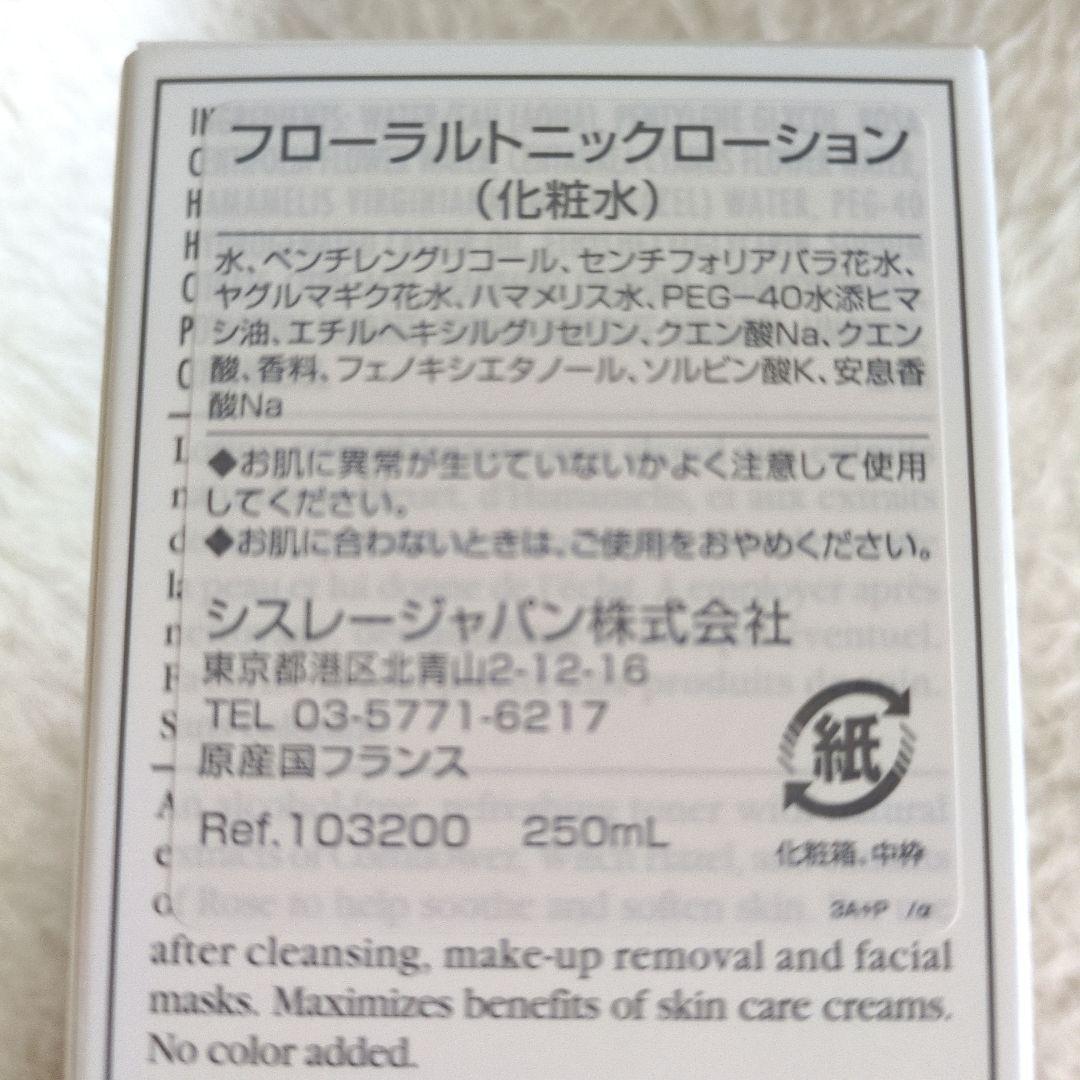 フローラルトニックローション
（化粧水）
水、ペンチレングリコール、センチフォリアバラ花水、
ヤグルマギク花水、ハマメリス水、PEG-40水添ヒマ
シ油、エチルヘキシルグリセリン、クエン酸Na、クエン
酸、香料、フェノキシエタノール、ソルビン酸K、安息香
酸Na
◆お肌に異常が生じていないかよく注意して使用
してください。
◆お肌に合わないときは、ご使用をおやめください。
シスレージャパン株式会社
東京都港区北青山2-12-16
TEL 03-5771-6217
原産国フランス
Ref.103200 250mL
紙
化粧箱、中枠
after cleansing, make-up removal and facial
masks. Maximizes benefits of skin care creams.
No color added.